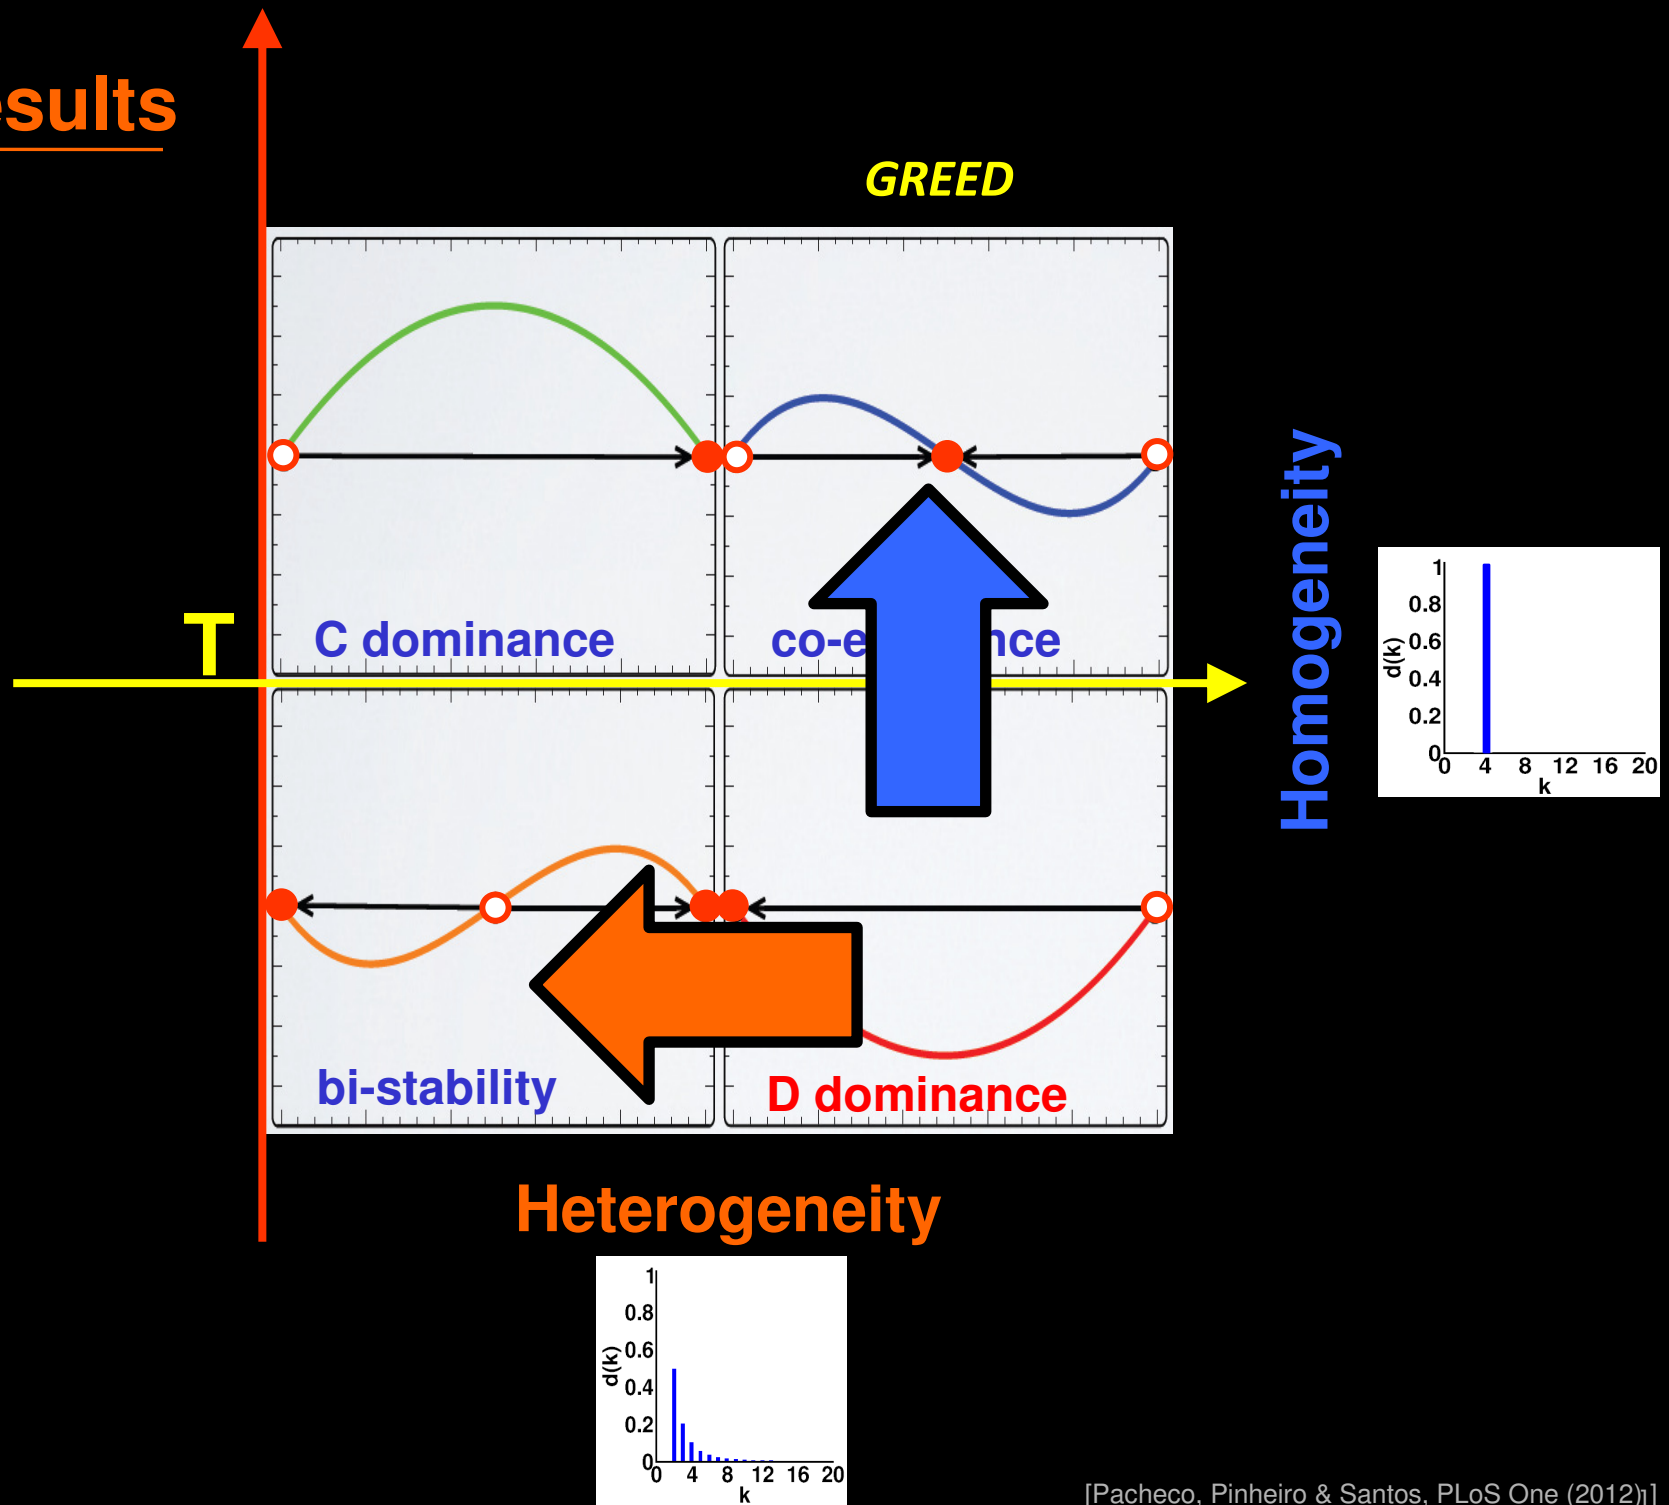 esults
GREED
T
C dominance
co-e nce
bi-stability
D dominance
Homogeneity
1
0.8
0.6
0.4
0.2
0
d(k)
0 4 8 12 16 20
k
Heterogeneity
1
0.8
0.6
0.4
0.2
0
d(k)
0 4 8 12 16 20
k
[Pacheco, Pinheiro & Santos, PLoS One (2012)]